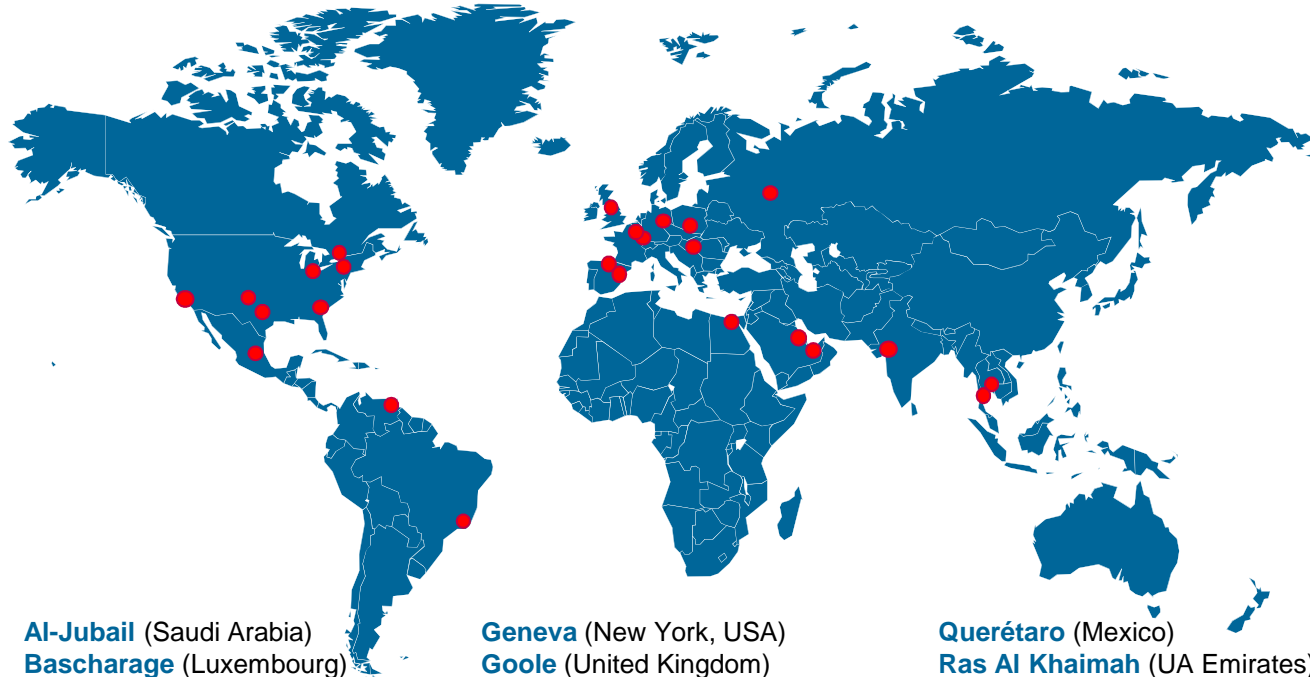 Al-Jubail (Saudi Arabia)
Bascharage (Luxembourg)
Geneva (New York, USA)
Goole (United Kingdom)
Querétaro (Mexico)
Ras Al Khaimah (UA Emirates)